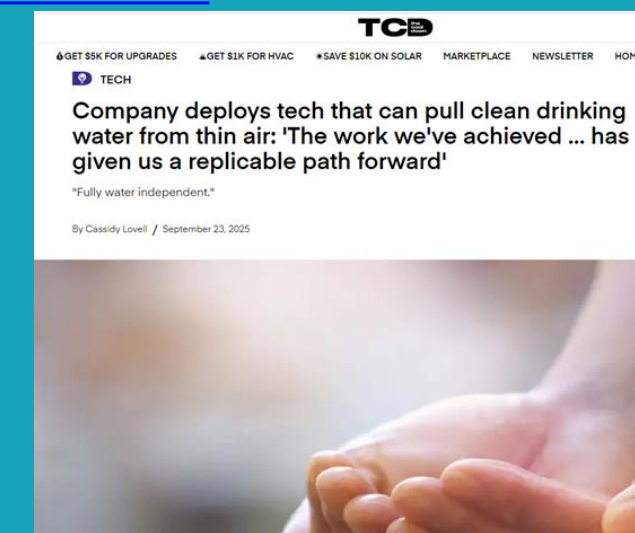 TCD
GET $5K FOR UPGRADES GET $1K FOR HVAC SAVE $10K ON SOLAR MARKETPLACE NEWSLETTER HOM
TECH
Company deploys tech that can pull clean drinking
water from thin air: 'The work we've achieved ... has
given us a replicable path forward'
"Fully water independent."
By Cassidy Lovell / September 23, 2025